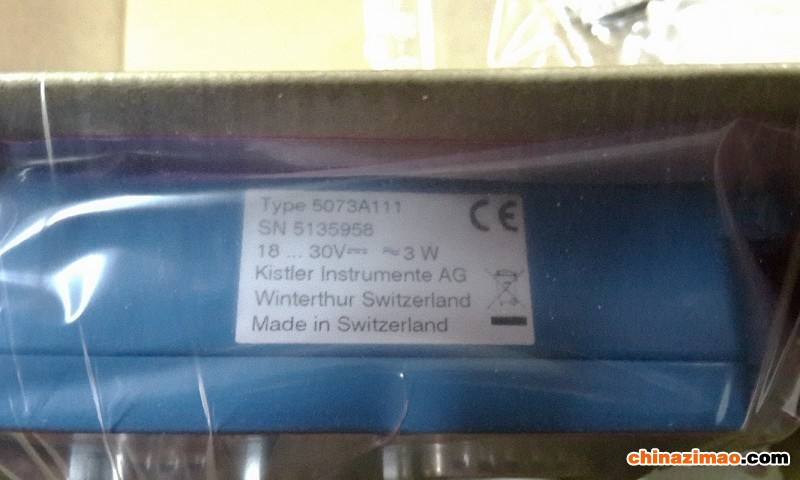 Type 5073A111
SN 5135958
18 ... 30V⎓ ≈3 W
Kistler Instrumente AG
Winterthur Switzerland
Made in Switzerland
CE
chinazimao.com